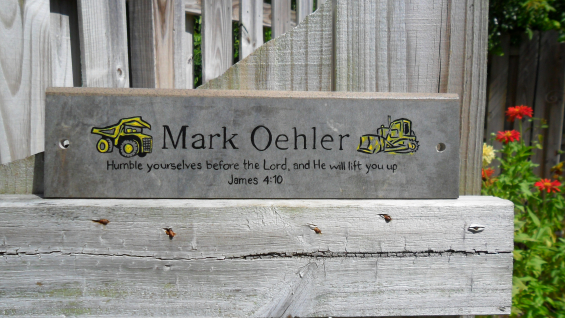 Mark Oehler
Humble yourselves before the Lord, and He will lift you up
James 4:10